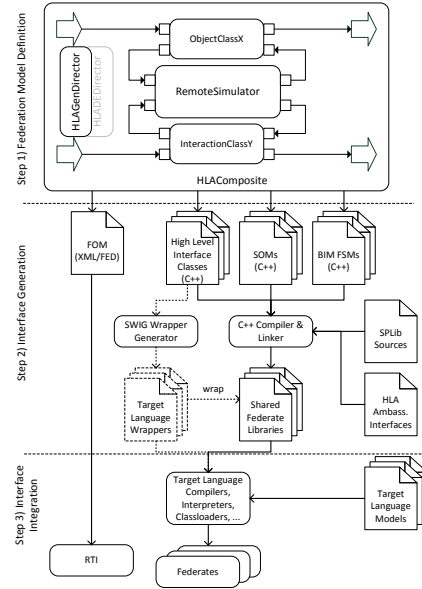 Step 1) Federation Model Definition
HLAGenDirector
HLADEDirector
ObjectClassX
RemoteSimulator
InteractionClassY
HLAComposite
Step 2) Interface Generation
FOM
(XML/FED)
High Level
Interface
Classes
(C++)
SOMs
(C++)
BIM FSMs
(C++)
SWIG Wrapper
Generator
C++ Compiler &
Linker
SPLib
Sources
Target
Language
Wrappers
wrap
Shared
Federate
Libraries
HLA
Ambass.
Interfaces
Step 3) Interface
Integration
Target Language
Compilers,
Interpreters,
Classloaders, ...
Target
Language
Models
RTI
Federates